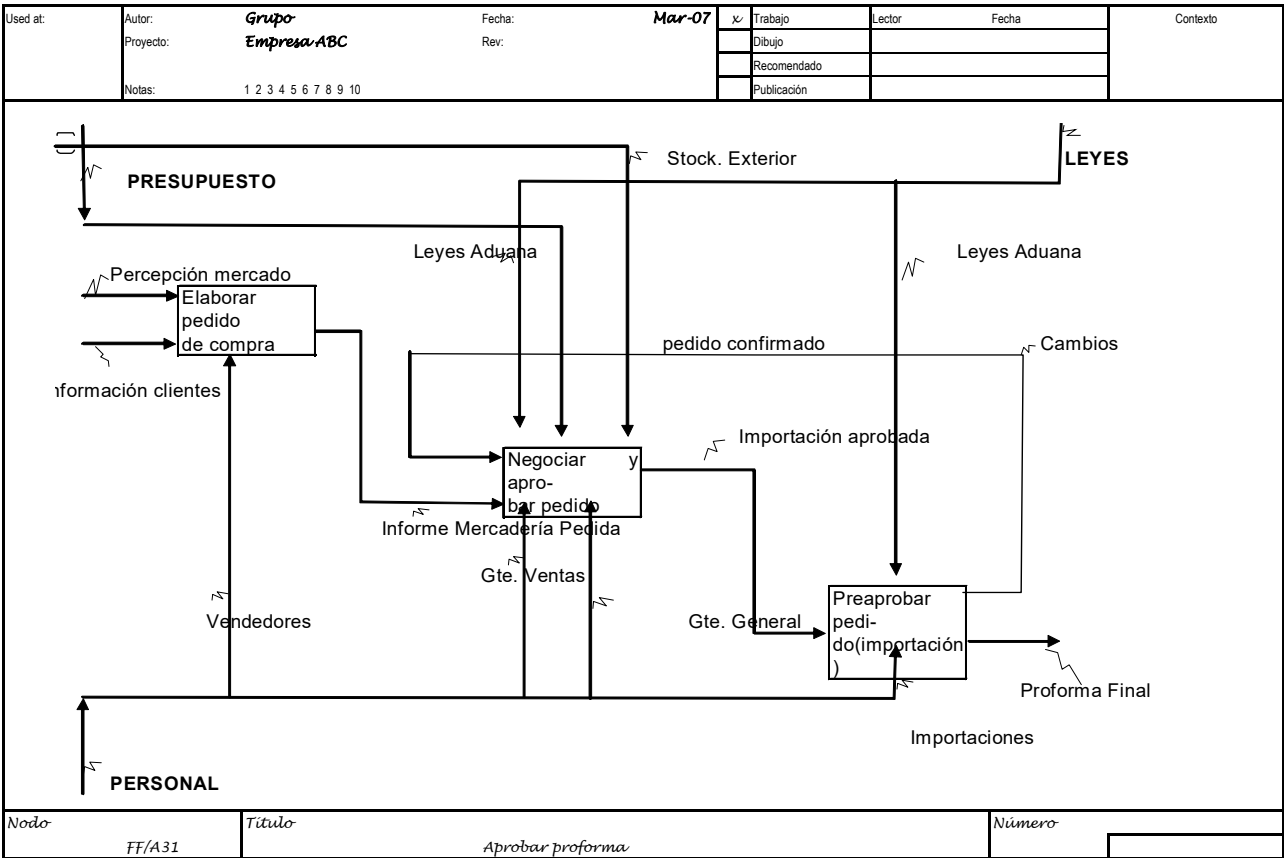 Used at:
Autor: Grupo
Fecha: Mar-07
x Trabajo
Lector Fecha
Contexto
Proyecto: Empresa ABC
Rev:
Dibujo
Recomendado
Notas: 1 2 3 4 5 6 7 8 9 10
Publicación
Stock. Exterior
LEYES
PRESUPUESTO
Leyes Aduana
Leyes Aduana
Percepción mercado
Elaborar
pedido
de compra
pedido confirmado
Cambios
nformación clientes
Importación aprobada
Negociar y
apro-
bar pedido
Informe Mercadería Pedida
Gte. Ventas
Preaprobar
pedi-
do(importación
)
Vendedores
Gte. General
Proforma Final
Importaciones
PERSONAL
Nodo
Título
Número
FF/A31
Aprobar proforma